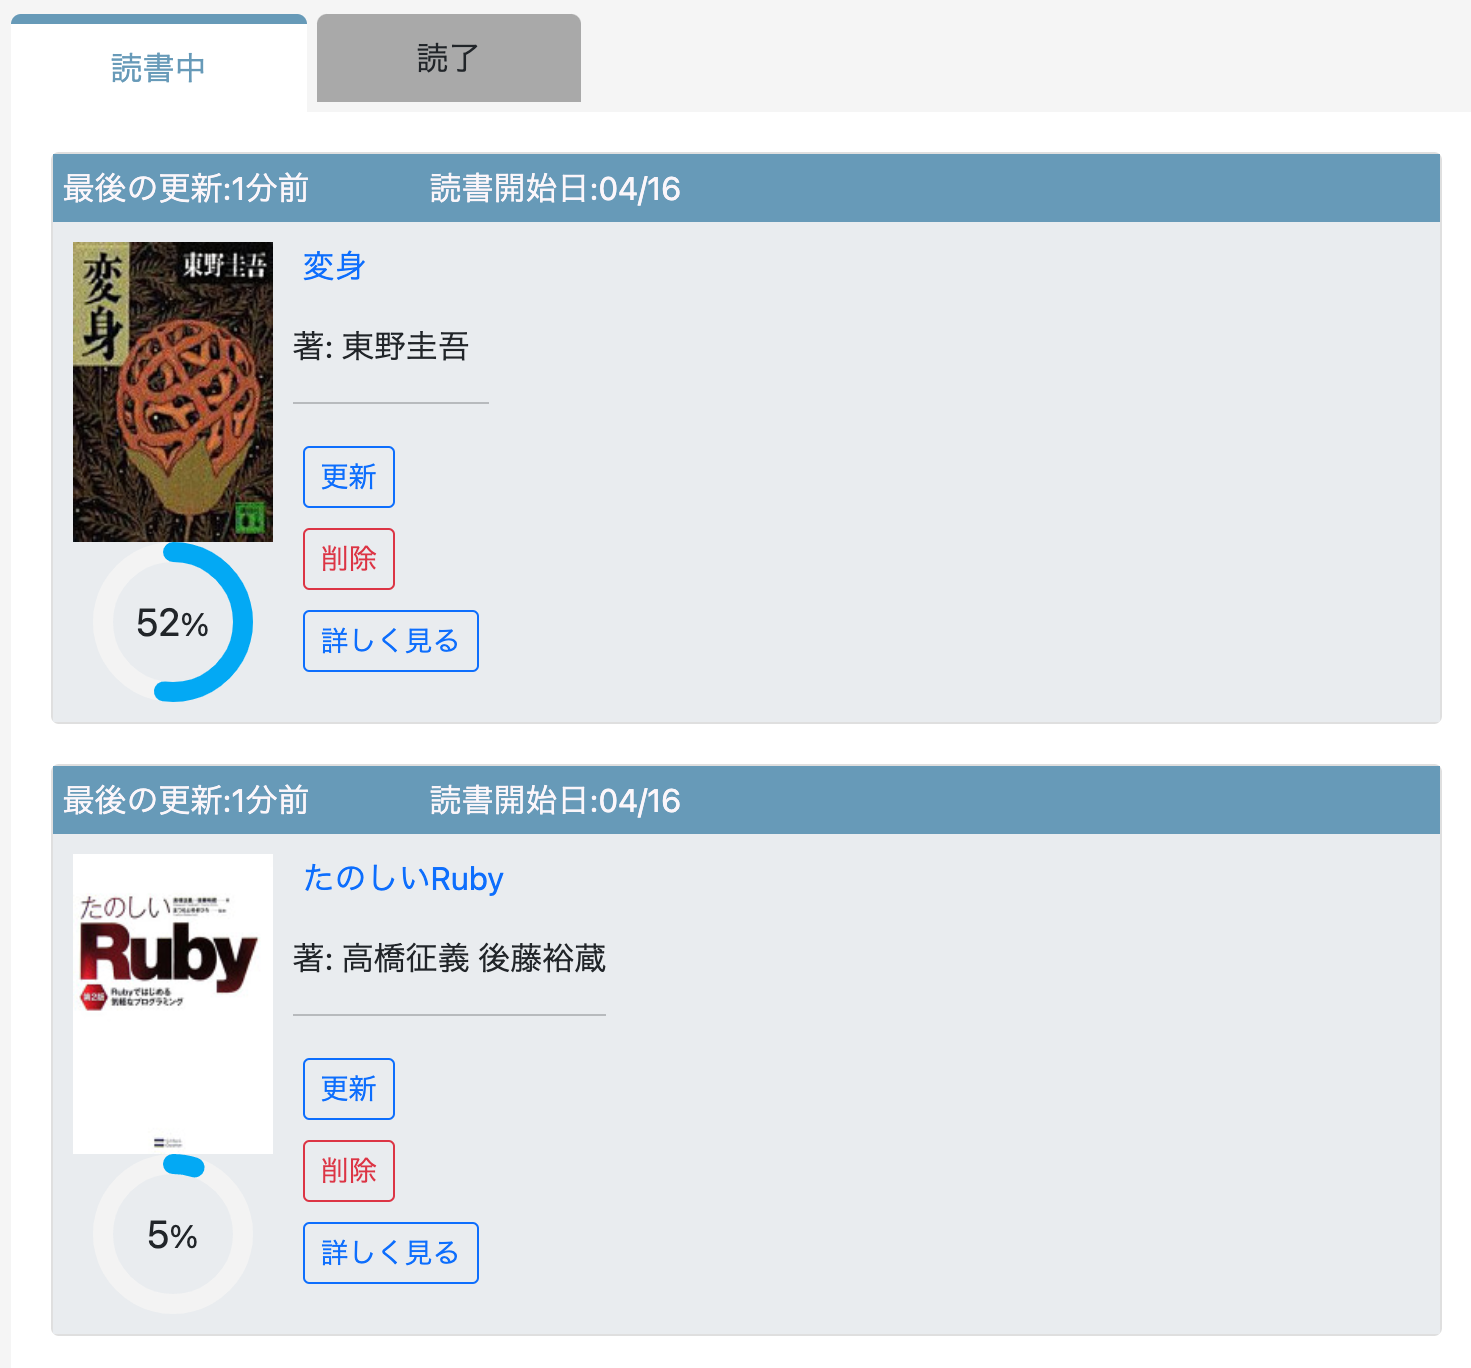 読書中
読了
最後の更新:1分前 読書開始日:04/16
変身
東野圭吾
変身
著: 東野圭吾
更新
削除
詳しく見る
52%
最後の更新:1分前 読書開始日:04/16
たのしいRuby
著: 高橋征義 後藤裕蔵
たのしい
Ruby
第2版
Rubyではじめる
気軽なプログラミング
更新
削除
詳しく見る
5%